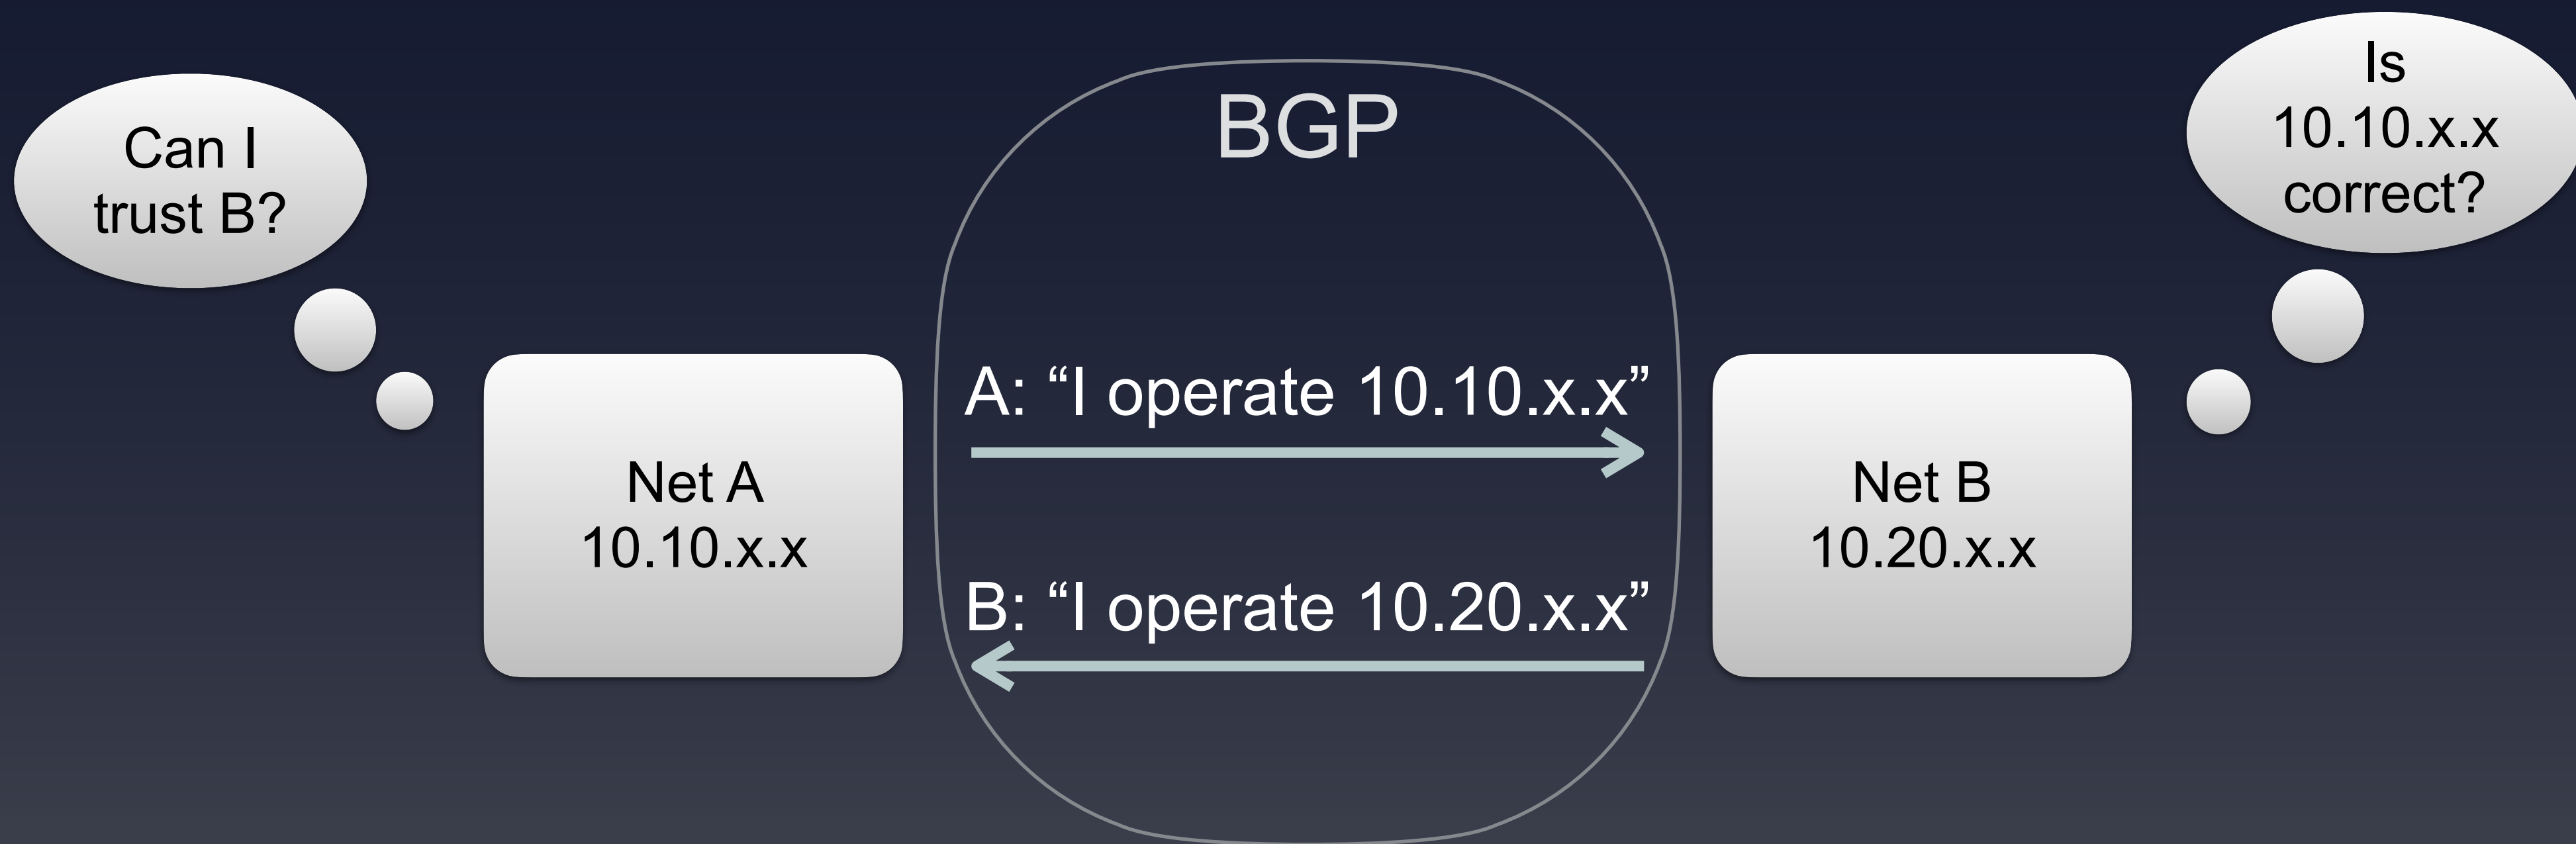 Can I
trust B?
BGP
Is
10.10.x.x
correct?
A: “I operate 10.10.x.x”
Net A
10.10.x.x
Net B
10.20.x.x
B: “I operate 10.20.x.x”